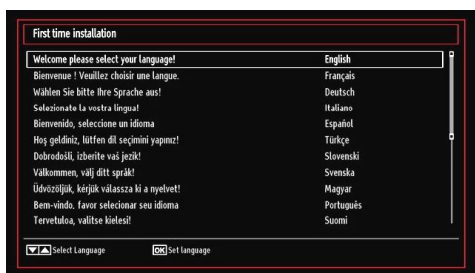 First time installation
Welcome please select your language! English
Bienvenue ! Veuillez choisir une langue. Français
Wählen Sie bitte Ihre Sprache aus! Deutsch
Selezionate la vostra lingua! Italiano
Bienvenido, seleccione un idioma Español
Hoş geldiniz, lütfen dil seçimini yapınız! Türkçe
Dobrodošli, izberite vaš jezik! Slovenski
Välkommen, välj ditt språk! Svenska
Üdvözöljük, kérjük válassza ki a nyelvet! Magyar
Bem-vindo. favor selecionar seu idioma Português
Tervetuloa, valitse kielesi! Suomi
Select Language OK Set language